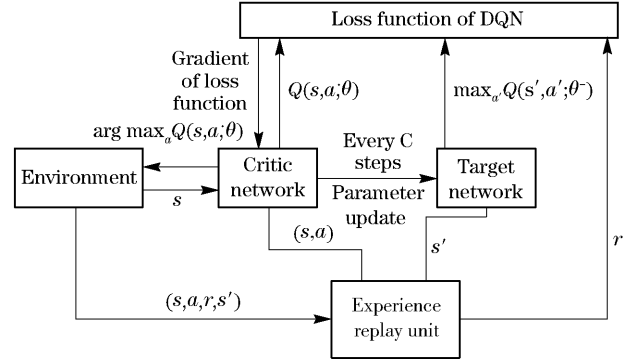 Loss function of DQN
Gradient
of loss
function
Q(s,a;θ)
max_a'Q(s′,a′;θ⁻)
arg max_aQ(s,a;θ)
Every C
steps
Environment
Critic
network
Target
network
s
Parameter
update
(s,a)
s′
r
(s,a,r,s′)
Experience
replay unit